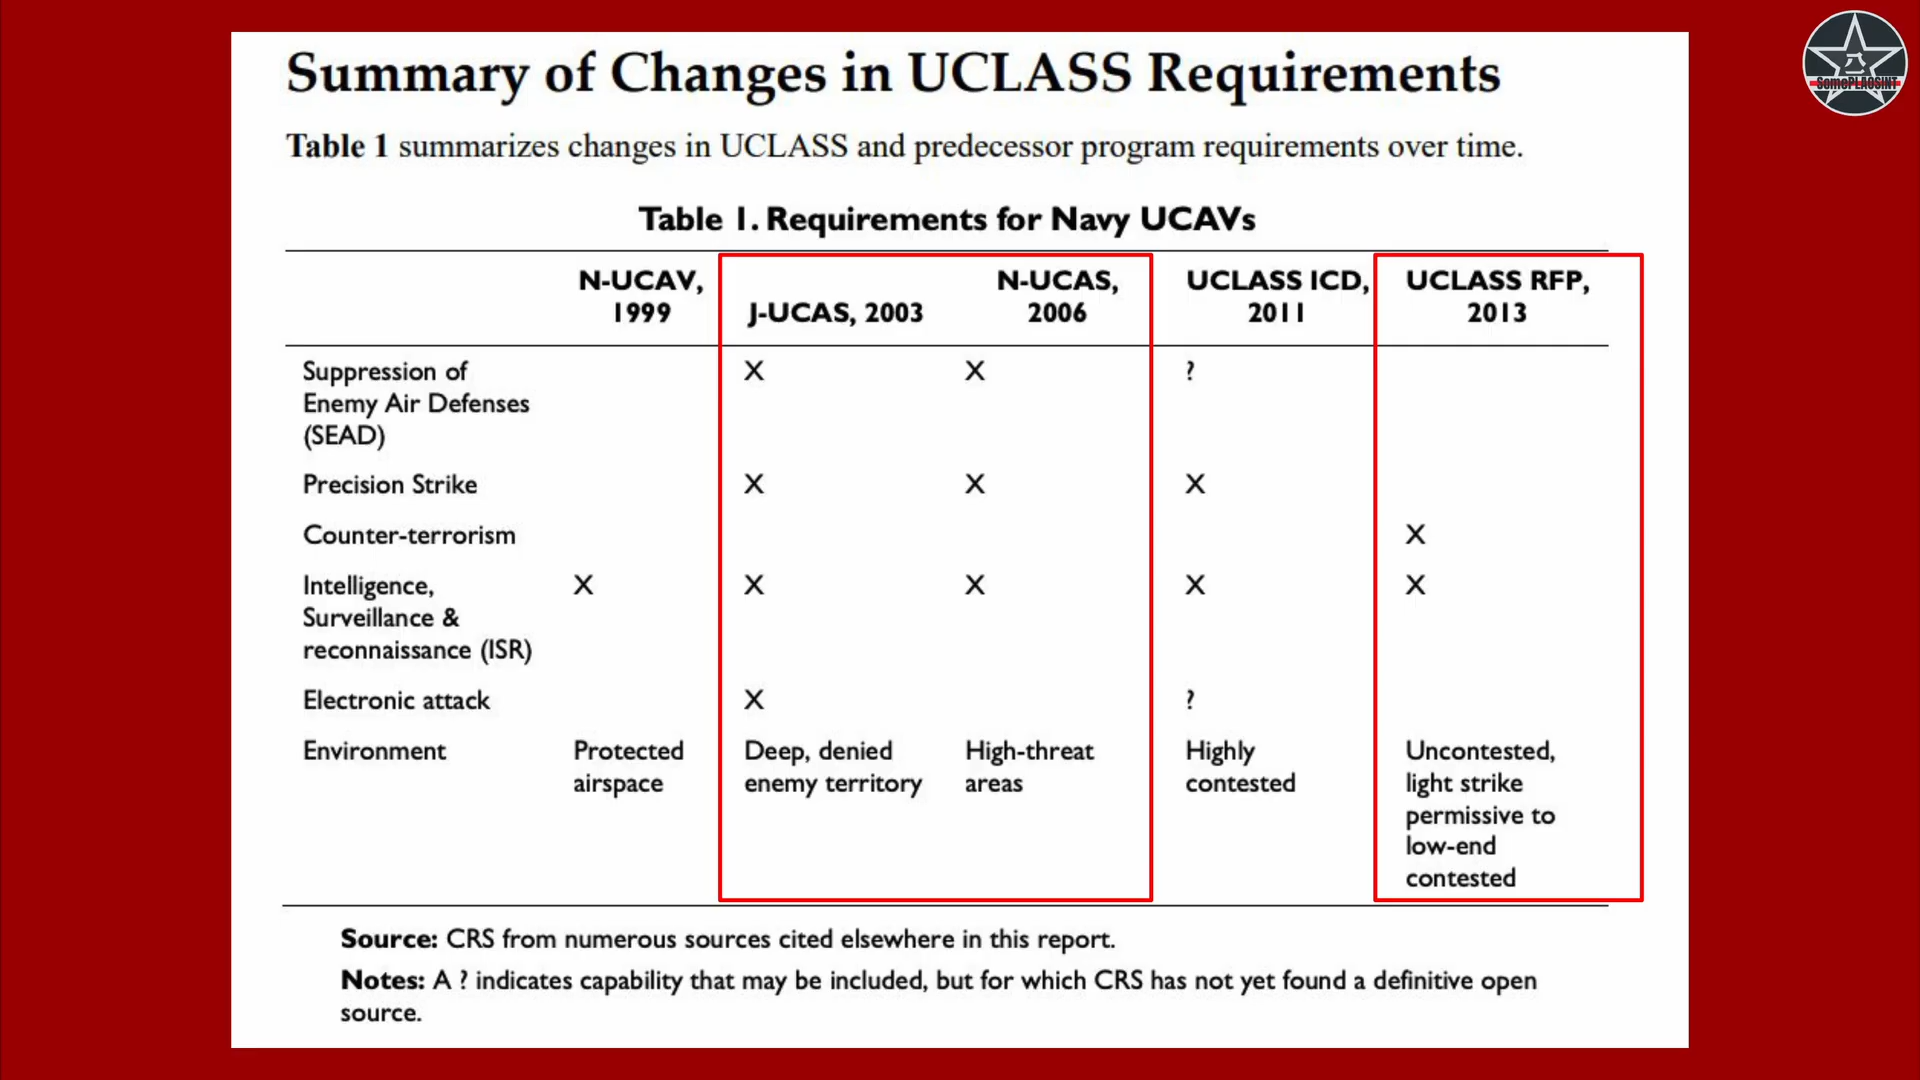 Summary of Changes in UCLASS Requirements
Table 1 summarizes changes in UCLASS and predecessor program requirements over time.
Table 1. Requirements for Navy UCAVs
N-UCAV, 1999
J-UCAS, 2003
N-UCAS, 2006
UCLASS ICD, 2011
UCLASS RFP, 2013
Suppression of X X ?
Enemy Air Defenses
(SEAD)
Precision Strike X X X
Counter-terrorism X
Intelligence, X X X X X
Surveillance &
reconnaissance (ISR)
Electronic attack X ?
Environment Protected Deep, denied High-threat Highly Uncontested,
airspace enemy territory areas contested light strike
permissive to
low-end
contested
Source: CRS from numerous sources cited elsewhere in this report.
Notes: A ? indicates capability that may be included, but for which CRS has not yet found a definitive open
source.
八一
SomePLAOSINT